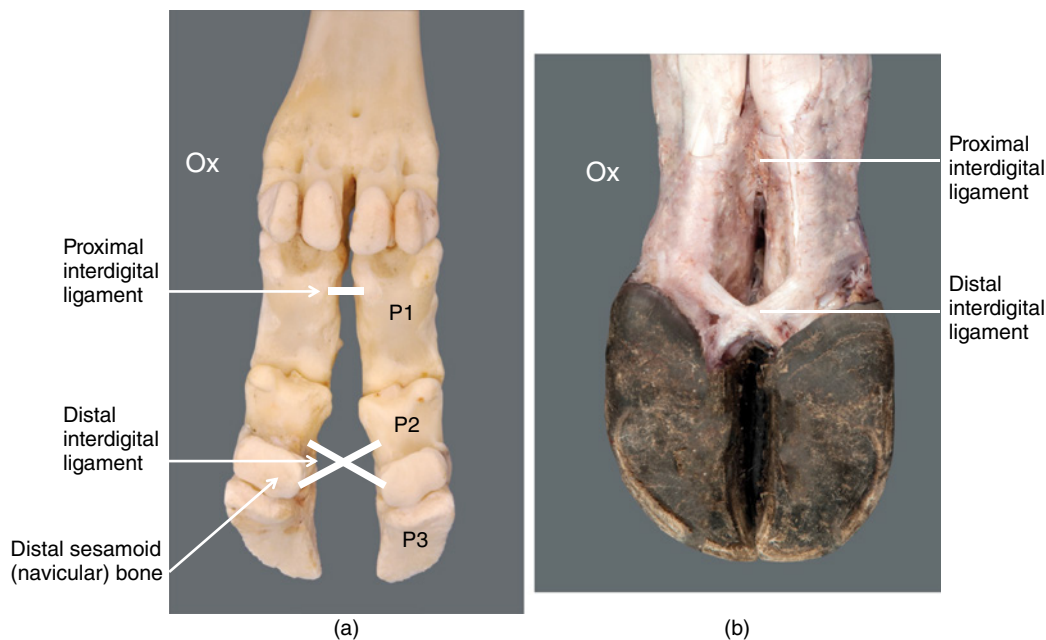 Ox
Proximal
interdigital
ligament
P1
Distal
interdigital
ligament
P2
Distal sesamoid
(navicular) bone
P3
(a)
Ox
Proximal
interdigital
ligament
Distal
interdigital
ligament
(b)